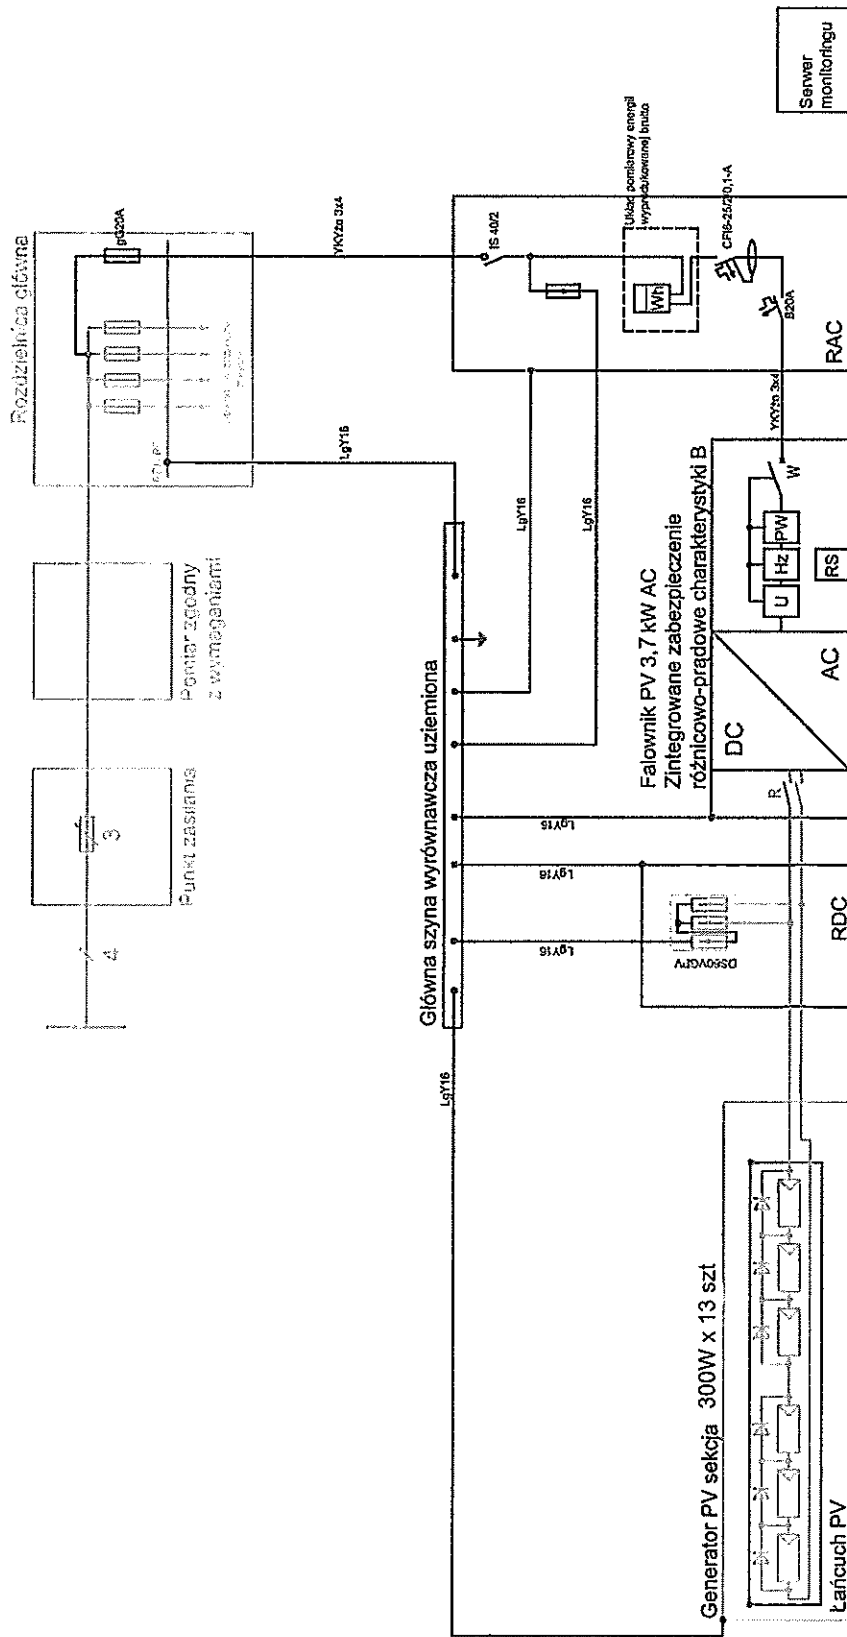 Rozdzielnica główna
gG20A
YKYżo 3x4
LgY16
Pomiar zgodny
z wymaganiami
3
Punkt zasilania
4
Główna szyna wyrównawcza uziemiona
IS 40/2
LgY16
LgY16
Układ pomiarowy energii
wyprodukowanej brutto
Wh
CFI6-25/2/0,1-A
B20A
RAC
YKYżo 3x4
Serwer
monitoringu
Falownik PV 3,7 kW AC
Zintegrowane zabezpieczenie
różnicowo-prądowe charakterystyki B
DC
AC
U
Hz
PW
W
RS
R
LgY16
LgY16
LgY16
DS60VGPV
RDC
LgY16
Generator PV sekcja 300W x 13 szt
Łańcuch PV